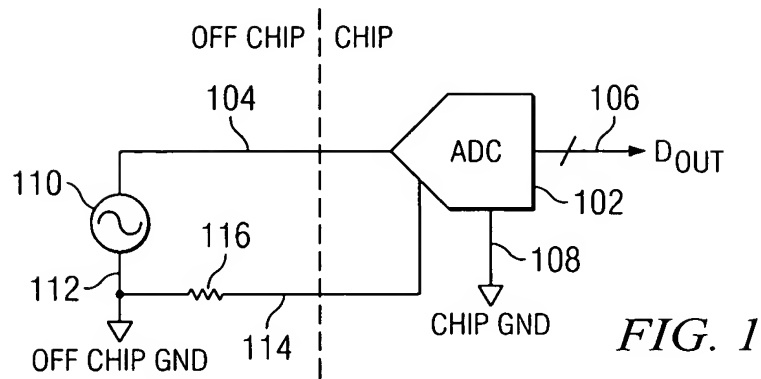 OFF CHIP CHIP
104
106
110
ADC
D_OUT
102
116
108
112
114
OFF CHIP GND
CHIP GND
FIG. 1